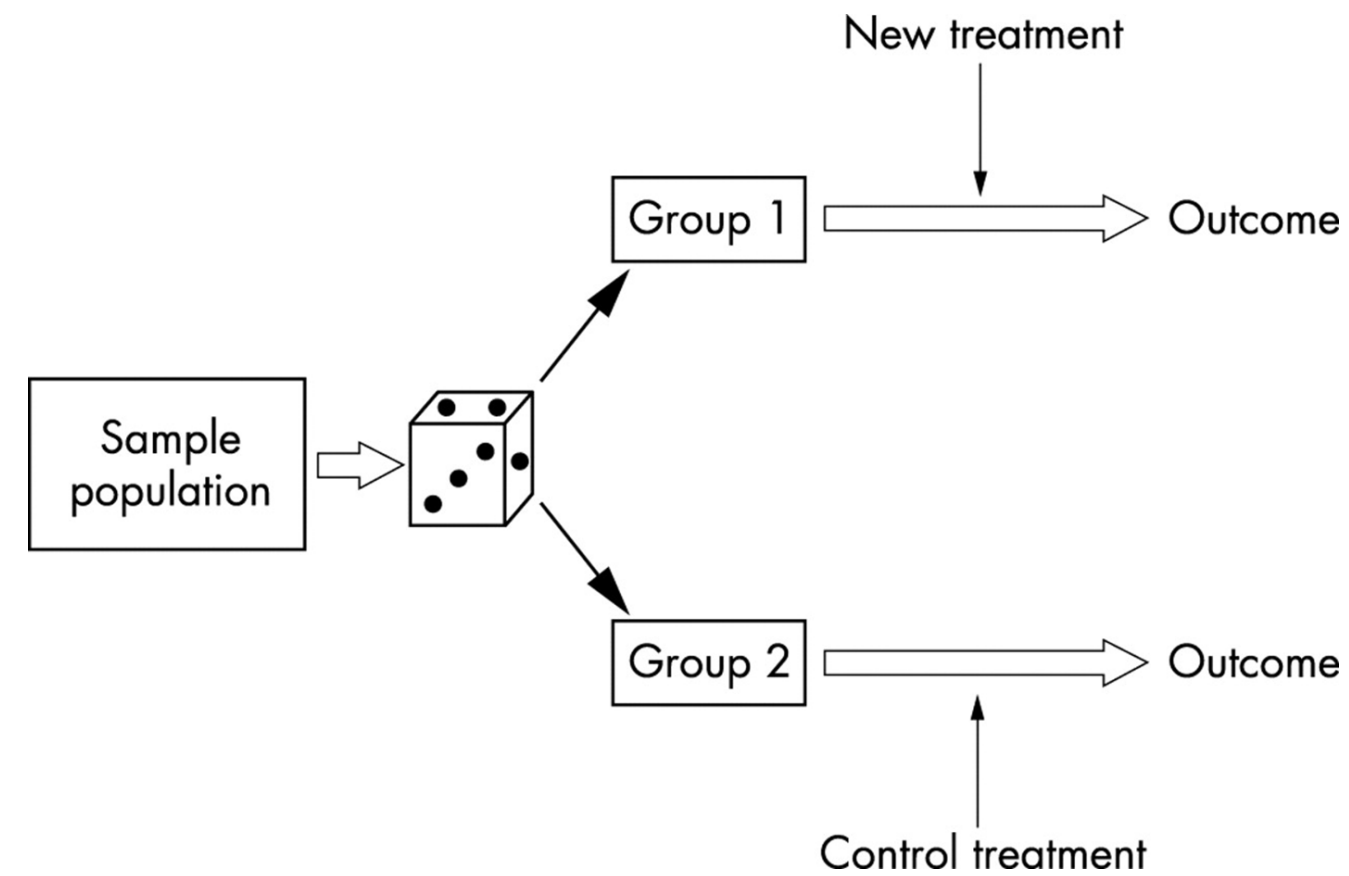 New treatment
Group 1
Outcome
Sample
population
Group 2
Outcome
Control treatment